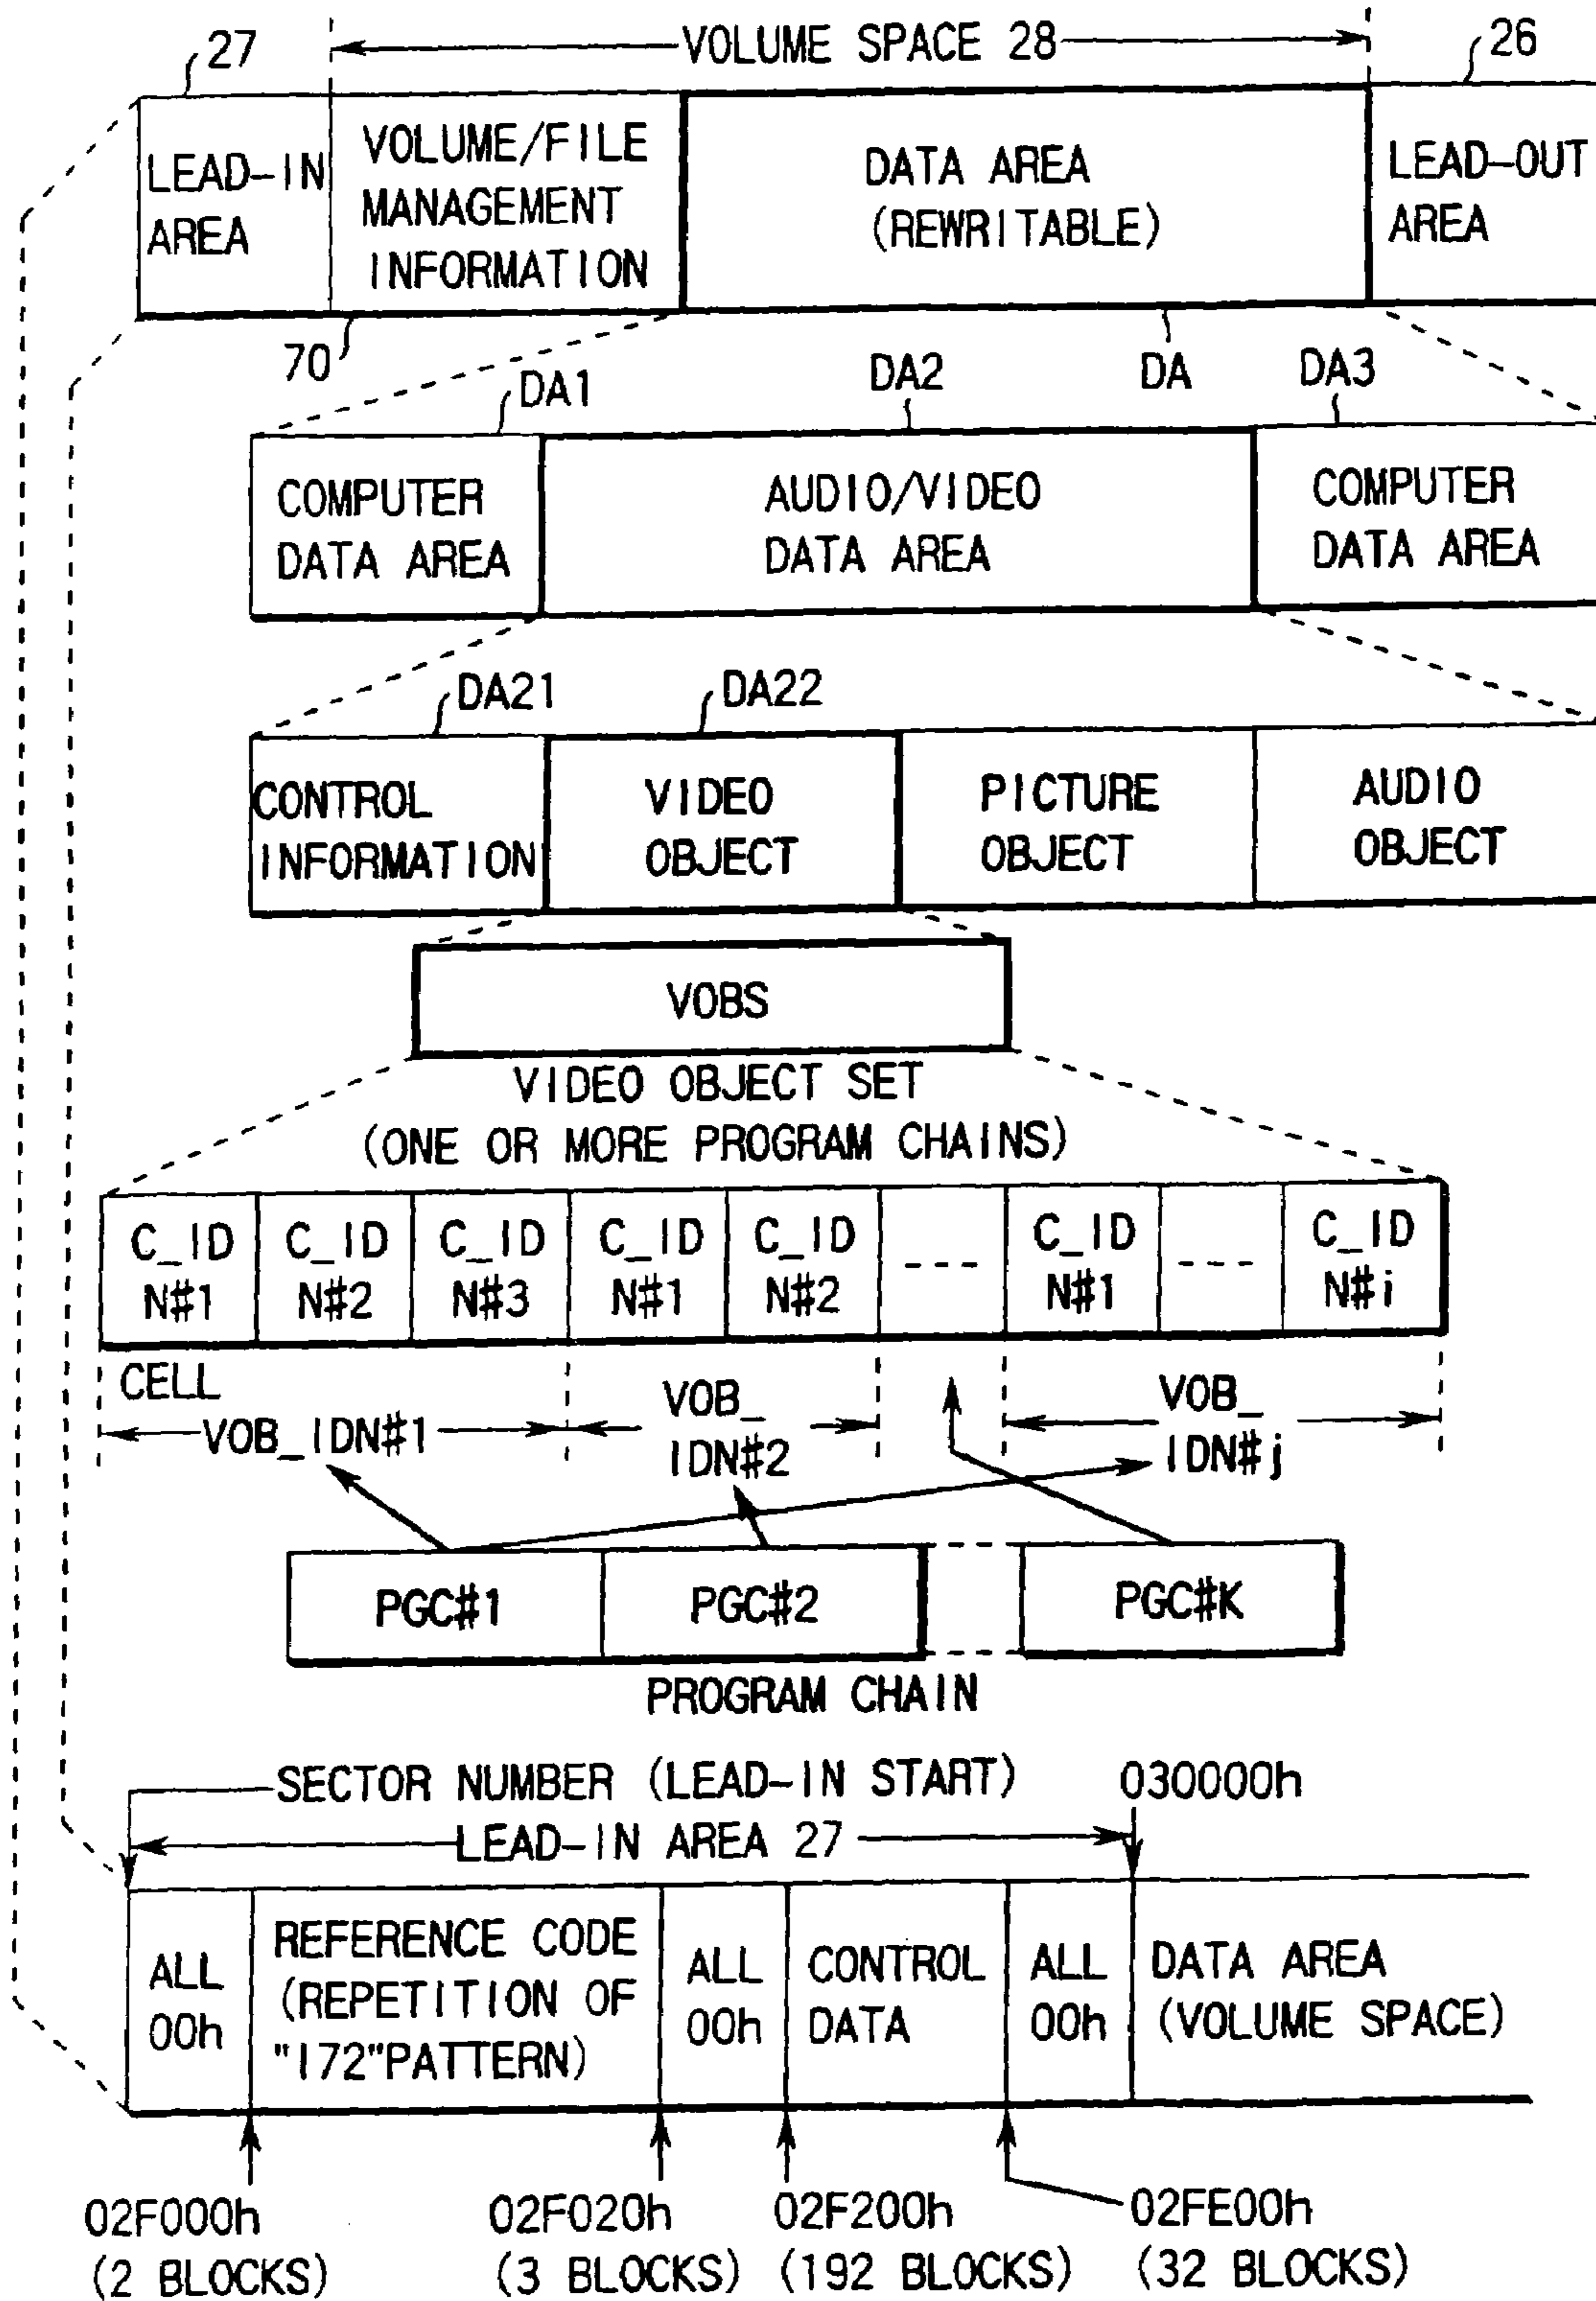 27
VOLUME SPACE 28
26
LEAD-IN
AREA
VOLUME/FILE
MANAGEMENT
INFORMATION
DATA AREA
(REWRITABLE)
LEAD-OUT
AREA
70
DA1
DA2
DA
DA3
COMPUTER
DATA AREA
AUDIO/VIDEO
DATA AREA
COMPUTER
DATA AREA
DA21
DA22
CONTROL
INFORMATION
VIDEO
OBJECT
PICTURE
OBJECT
AUDIO
OBJECT
VOBS
VIDEO OBJECT SET
(ONE OR MORE PROGRAM CHAINS)
C_ID
N#1
C_ID
N#2
C_ID
N#3
C_ID
N#1
C_ID
N#2
----
C_ID
N#1
----
C_ID
N#i
CELL
VOB_IDN#1
VOB_
IDN#2
VOB_
IDN#j
PGC#1
PGC#2
PGC#K
PROGRAM CHAIN
SECTOR NUMBER (LEAD-IN START)
030000h
LEAD-IN AREA 27
ALL
00h
REFERENCE CODE
(REPETITION OF
"172"PATTERN)
ALL
00h
CONTROL
DATA
ALL
00h
DATA AREA
(VOLUME SPACE)
02F000h
(2 BLOCKS)
02F020h
(3 BLOCKS)
02F200h
(192 BLOCKS)
02FE00h
(32 BLOCKS)